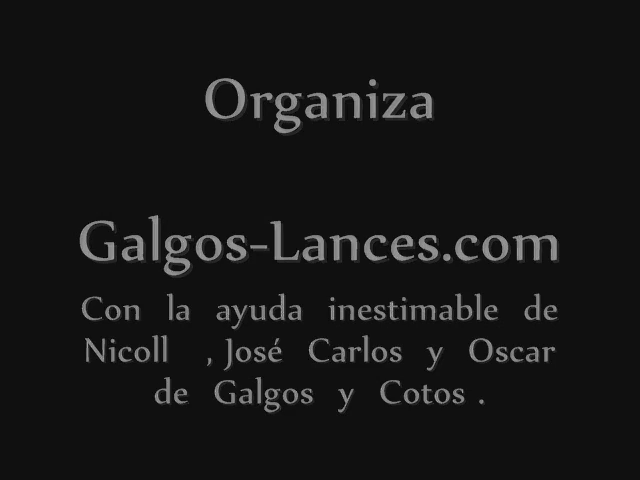 Organiza
Galgos-Lances.com
Con la ayuda inestimable de
Nicoll , José Carlos y Oscar
de Galgos y Cotos .